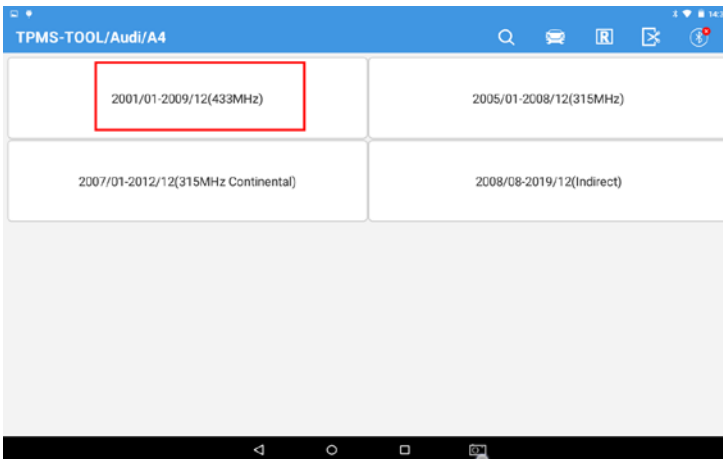 TPMS-TOOL/Audi/A4
R
2001/01-2009/12(433MHz)
2005/01-2008/12(315MHz)
2007/01-2012/12(315MHz Continental)
2008/08-2019/12(Indirect)